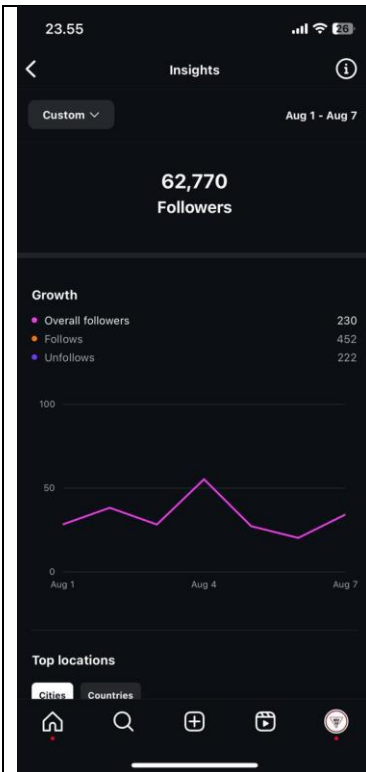 23.55
26
Insights
Custom
Aug 1 - Aug 7
62,770
Followers
Growth
Overall followers 230
Follows 452
Unfollows 222
100
50
0
Aug 1 Aug 4 Aug 7
Top locations
Cities Countries